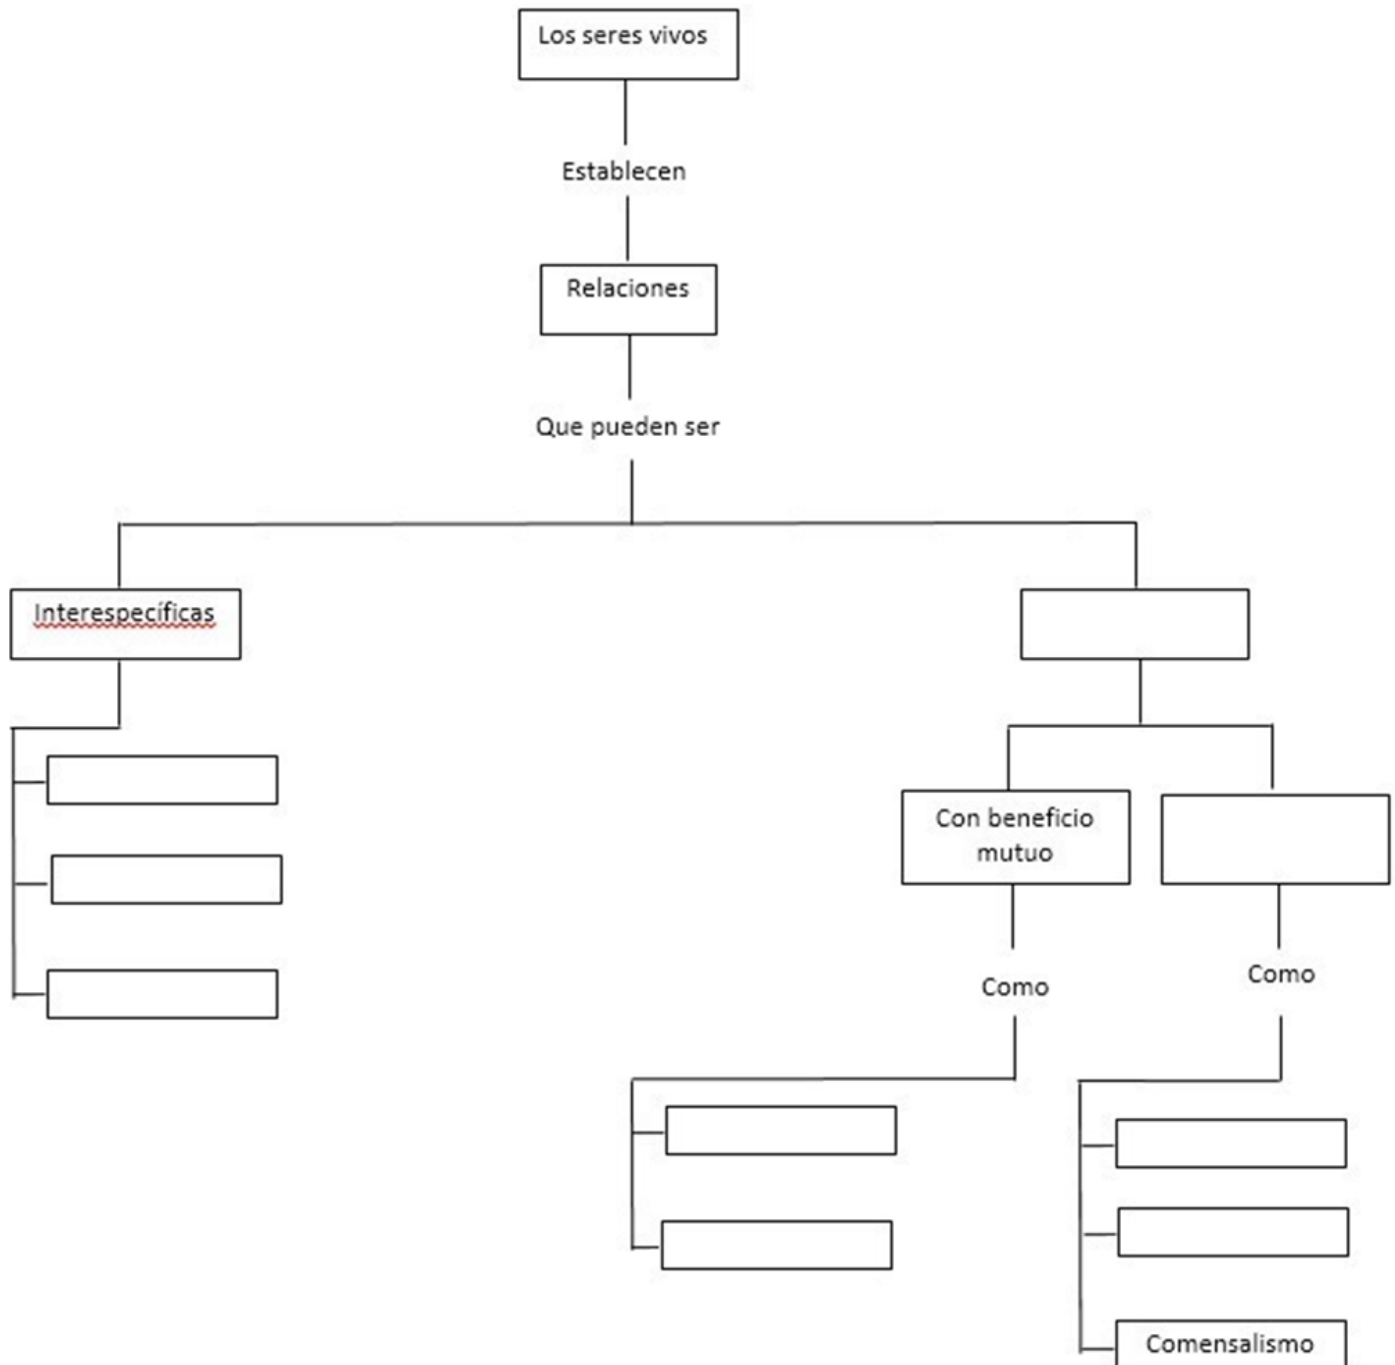 Los seres vivos
Establecen
Relaciones
Que pueden ser
Interespecíficas
Con beneficio
mutuo
Como
Como
Comensalismo